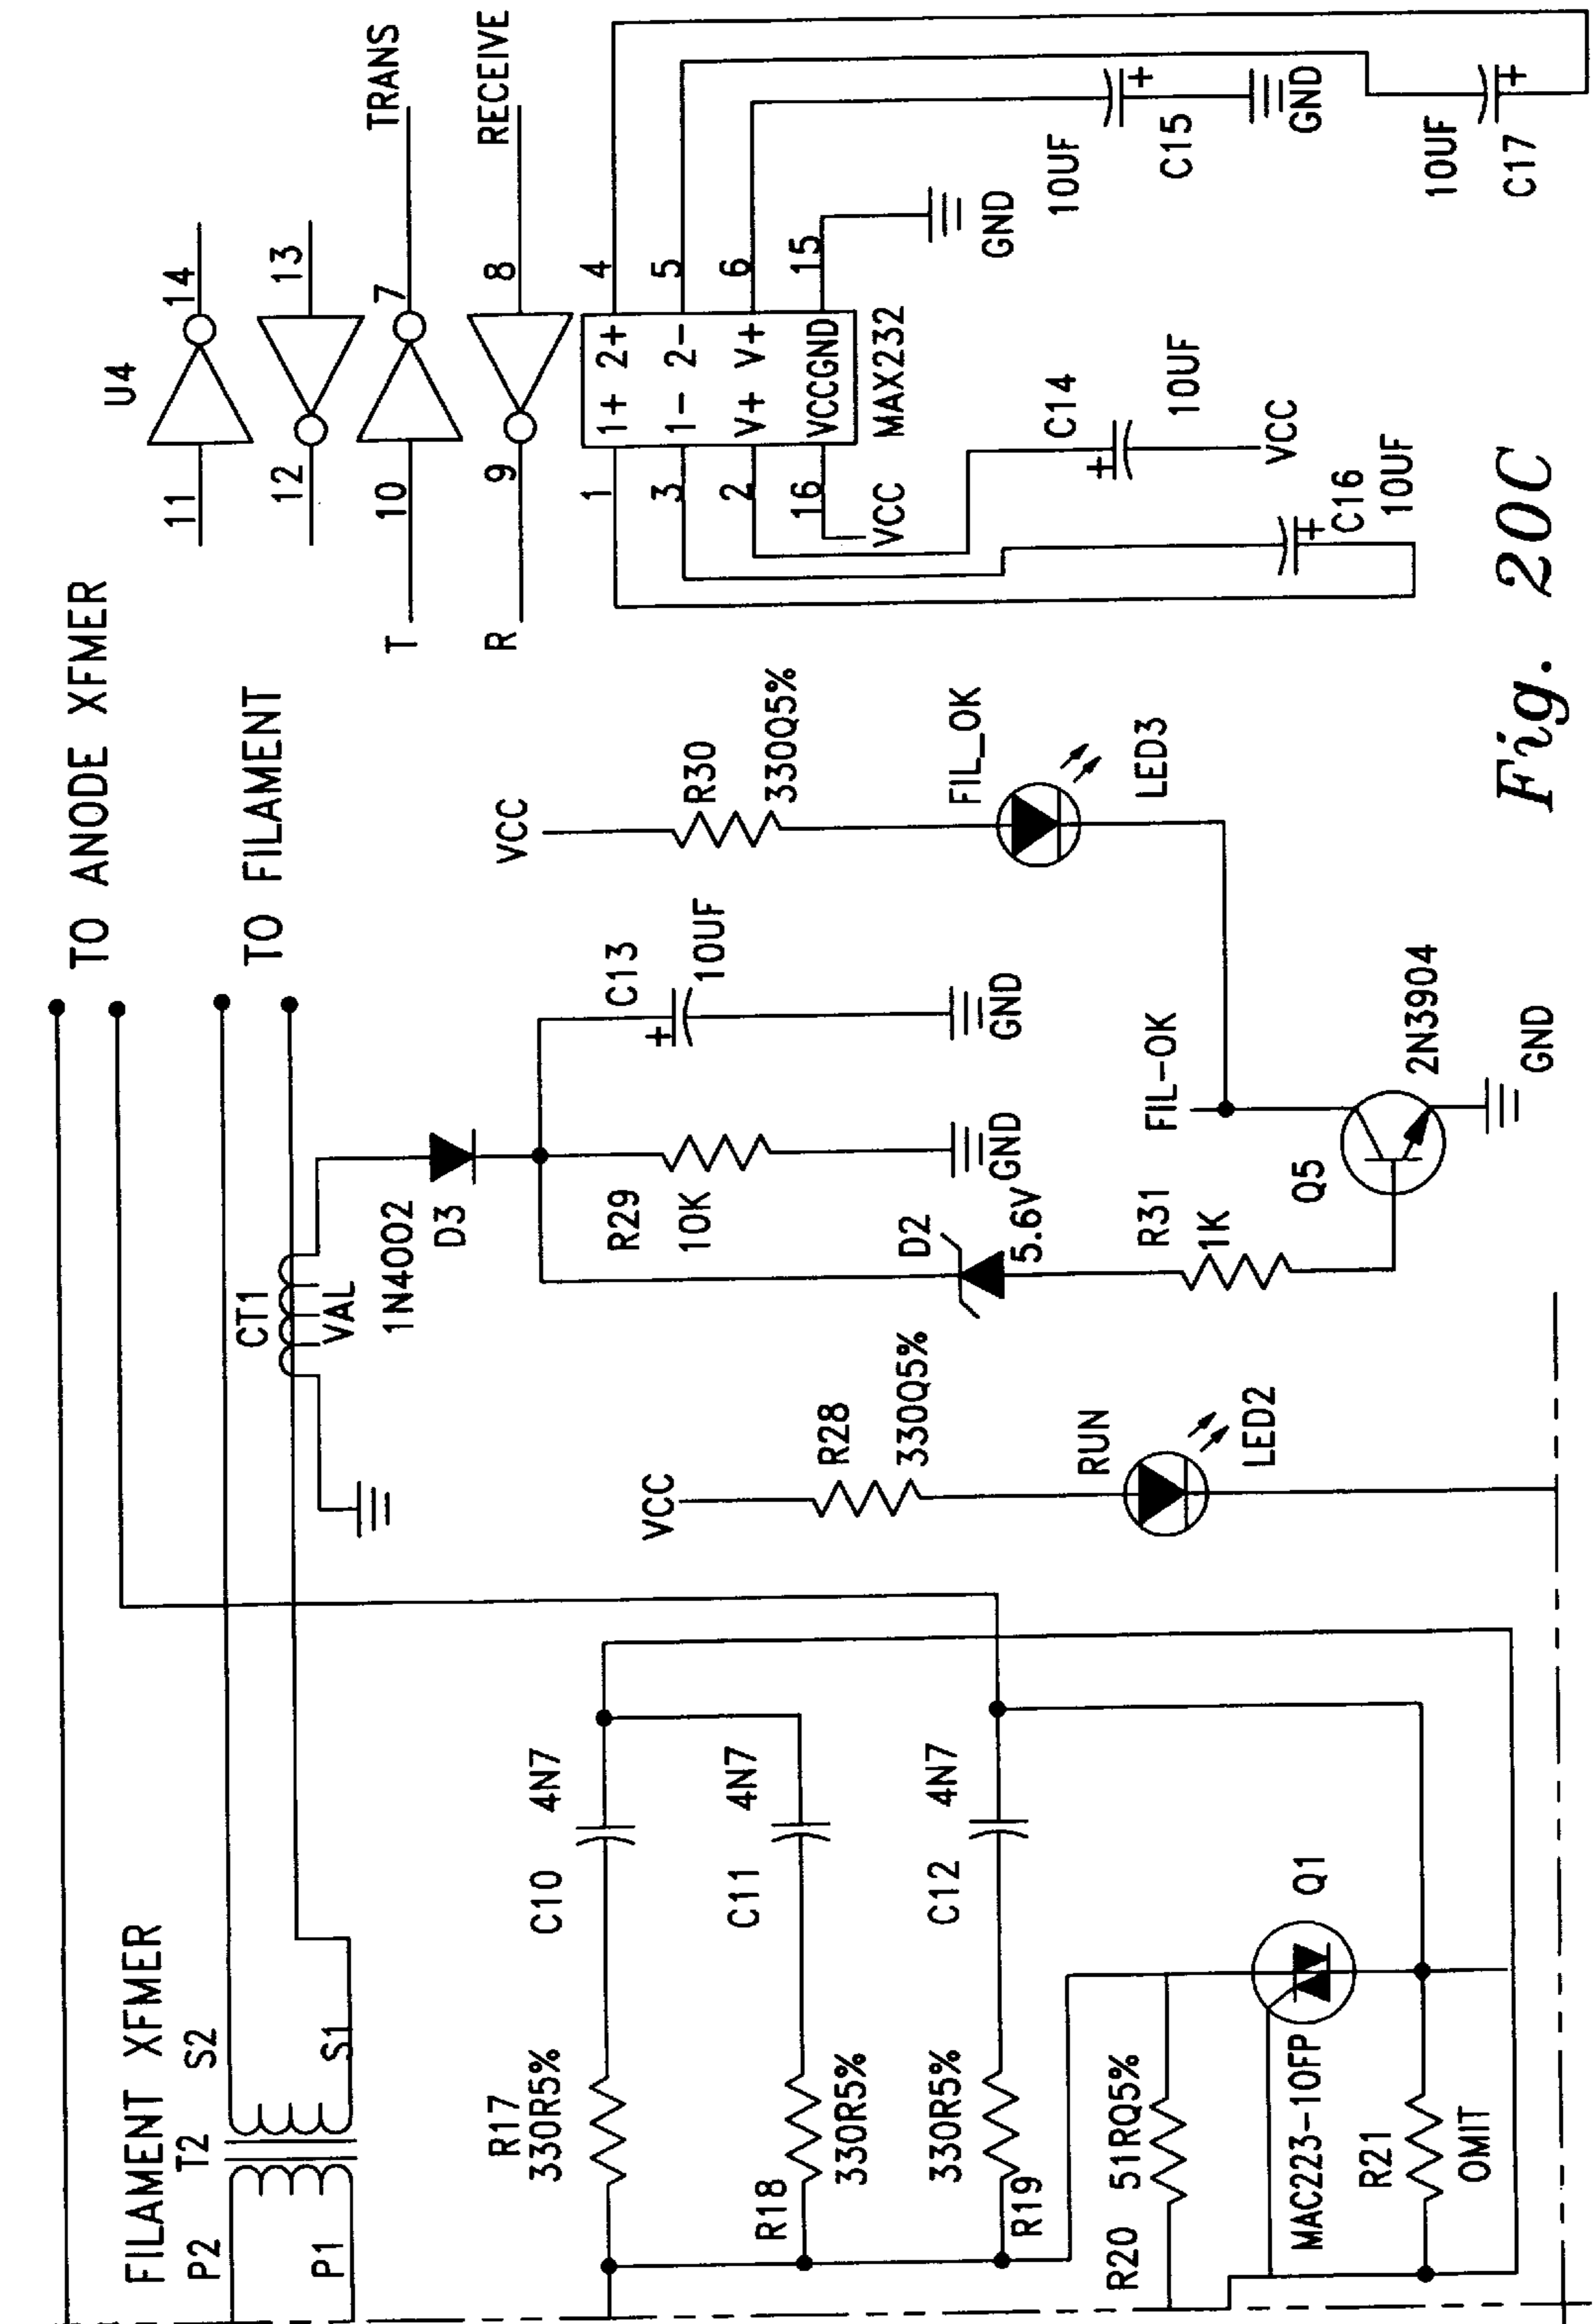 TO ANODE XFMER
TO FILAMENT
FILAMENT XFMER
P2 T2 S2
P1 S1
CT1
VAL
1N4002
D3
R17
330R5%
C10 4N7
R18
330R5%
C11 4N7
R19
330R5%
C12 4N7
R20 51RQ5%
MAC223-10FP Q1
R21
OMIT
VCC
R28
330Q5%
RUN
LED2
R29
10K
GND
C13
10UF
GND
D2
5.6V
R31
1K
Q5
2N3904
GND
FIL-OK
VCC
R30
330Q5%
FIL_OK
LED3
U4
11 14
12 13
T 10 7 TRANS
R 9 8 RECEIVE
1 1+ 2+ 4
3 1- 2- 5
2 V+ V+ 6
16 VCCGND 15
VCC
MAX232
GND
C14
10UF
VCC
C16
10UF
10UF
C15
GND
10UF
C17
Fig. 20C